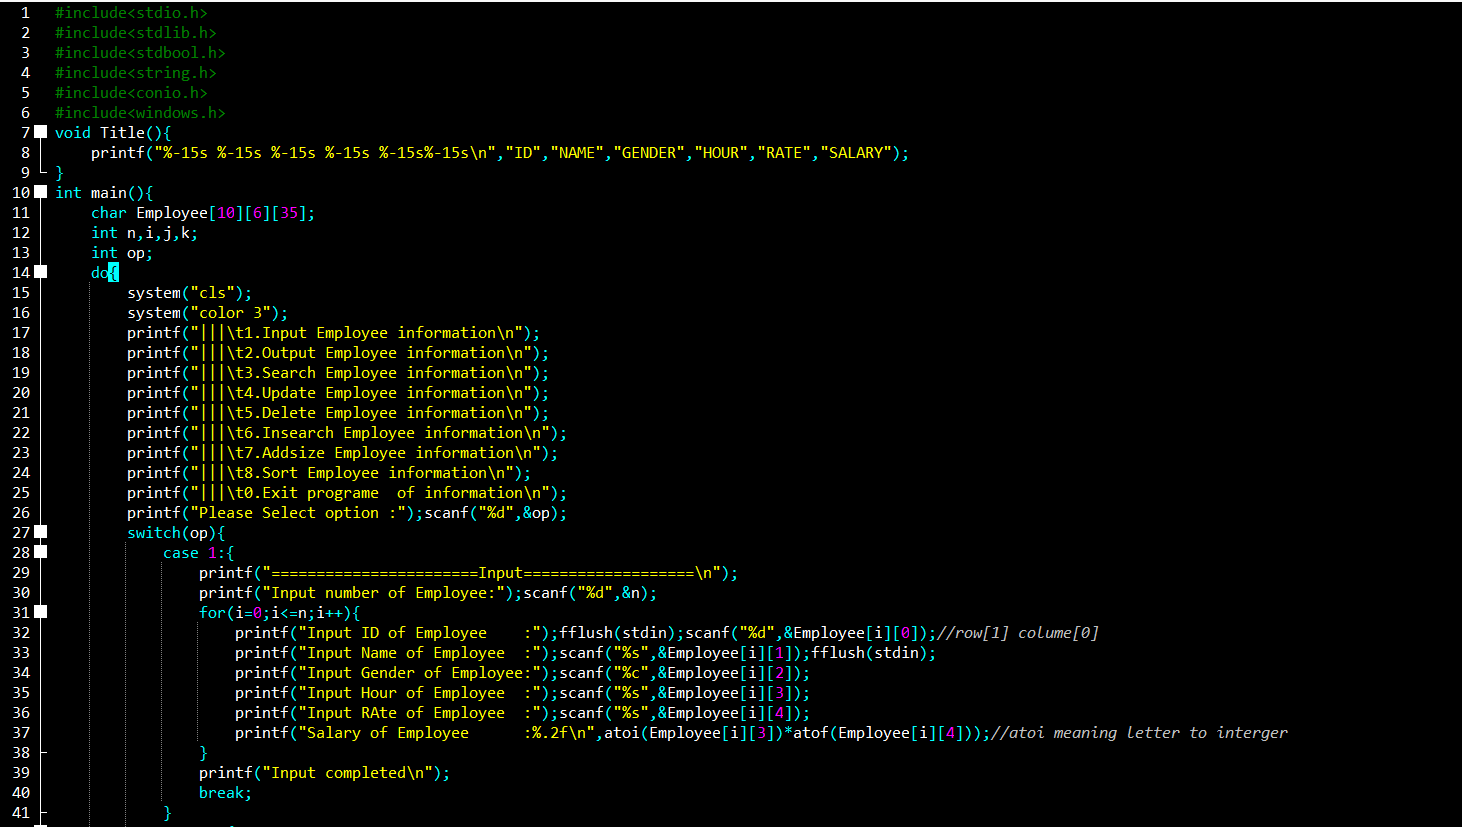 1 #include<stdio.h>
2 #include<stdlib.h>
3 #include<stdbool.h>
4 #include<string.h>
5 #include<conio.h>
6 #include<windows.h>
7 void Title(){
8 printf("%-15s %-15s %-15s %-15s %-15s%-15s\n","ID","NAME","GENDER","HOUR","RATE","SALARY");
9 }
10 int main(){
11 char Employee[10][6][35];
12 int n,i,j,k;
13 int op;
14 do{
15 system("cls");
16 system("color 3");
17 printf("|||\t1.Input Employee information\n");
18 printf("|||\t2.Output Employee information\n");
19 printf("|||\t3.Search Employee information\n");
20 printf("|||\t4.Update Employee information\n");
21 printf("|||\t5.Delete Employee information\n");
22 printf("|||\t6.Insearch Employee information\n");
23 printf("|||\t7.Addsize Employee information\n");
24 printf("|||\t8.Sort Employee information\n");
25 printf("|||\t0.Exit programe  of information\n");
26 printf("Please Select option :");scanf("%d",&op);
27 switch(op){
28 case 1:{
29 printf("=======================Input===================\n");
30 printf("Input number of Employee:");scanf("%d",&n);
31 for(i=0;i<=n;i++){
32 printf("Input ID of Employee    :");fflush(stdin);scanf("%d",&Employee[i][0]);//row[1] colume[0]
33 printf("Input Name of Employee  :");scanf("%s",&Employee[i][1]);fflush(stdin);
34 printf("Input Gender of Employee:");scanf("%c",&Employee[i][2]);
35 printf("Input Hour of Employee  :");scanf("%s",&Employee[i][3]);
36 printf("Input RAte of Employee  :");scanf("%s",&Employee[i][4]);
37 printf("Salary of Employee      :%.2f\n",atoi(Employee[i][3])*atof(Employee[i][4]));//atoi meaning letter to interger
38 }
39 printf("Input completed\n");
40 break;
41 }